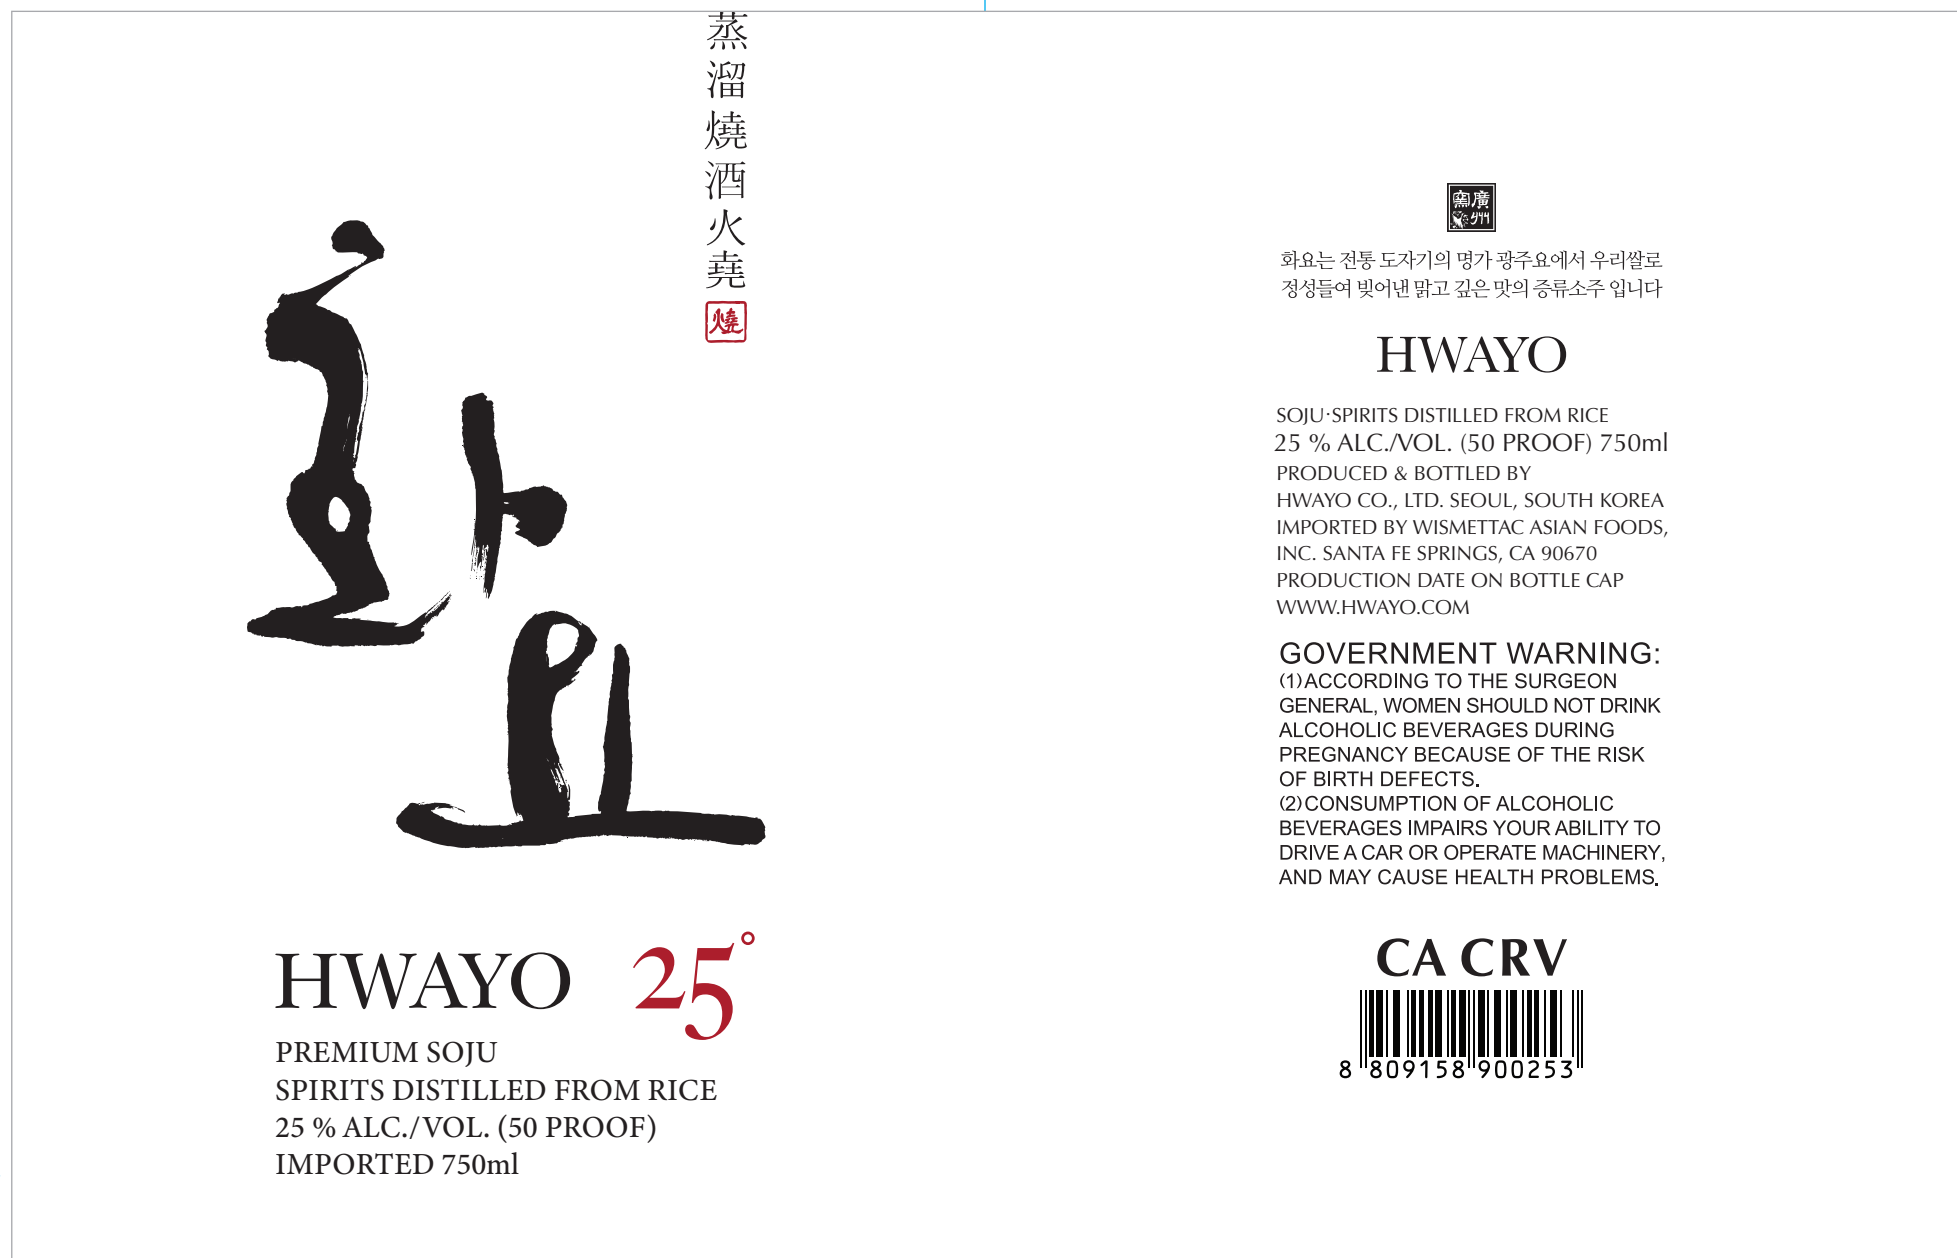 蒸溜燒酒火堯
燒
화요
HWAYO 25°
PREMIUM SOJU
SPIRITS DISTILLED FROM RICE
25 % ALC./VOL. (50 PROOF)
IMPORTED 750ml
화요는 전통 도자기의 명가 광주요에서 우리쌀로
정성들여 빚어낸 맑고 깊은 맛의 증류소주 입니다
HWAYO
SOJU·SPIRITS DISTILLED FROM RICE
25 % ALC./VOL. (50 PROOF) 750ml
PRODUCED & BOTTLED BY
HWAYO CO., LTD. SEOUL, SOUTH KOREA
IMPORTED BY WISMETTAC ASIAN FOODS,
INC. SANTA FE SPRINGS, CA 90670
PRODUCTION DATE ON BOTTLE CAP
WWW.HWAYO.COM
GOVERNMENT WARNING:
(1)ACCORDING TO THE SURGEON
GENERAL, WOMEN SHOULD NOT DRINK
ALCOHOLIC BEVERAGES DURING
PREGNANCY BECAUSE OF THE RISK
OF BIRTH DEFECTS.
(2)CONSUMPTION OF ALCOHOLIC
BEVERAGES IMPAIRS YOUR ABILITY TO
DRIVE A CAR OR OPERATE MACHINERY,
AND MAY CAUSE HEALTH PROBLEMS.
CA CRV
8 809158 900253